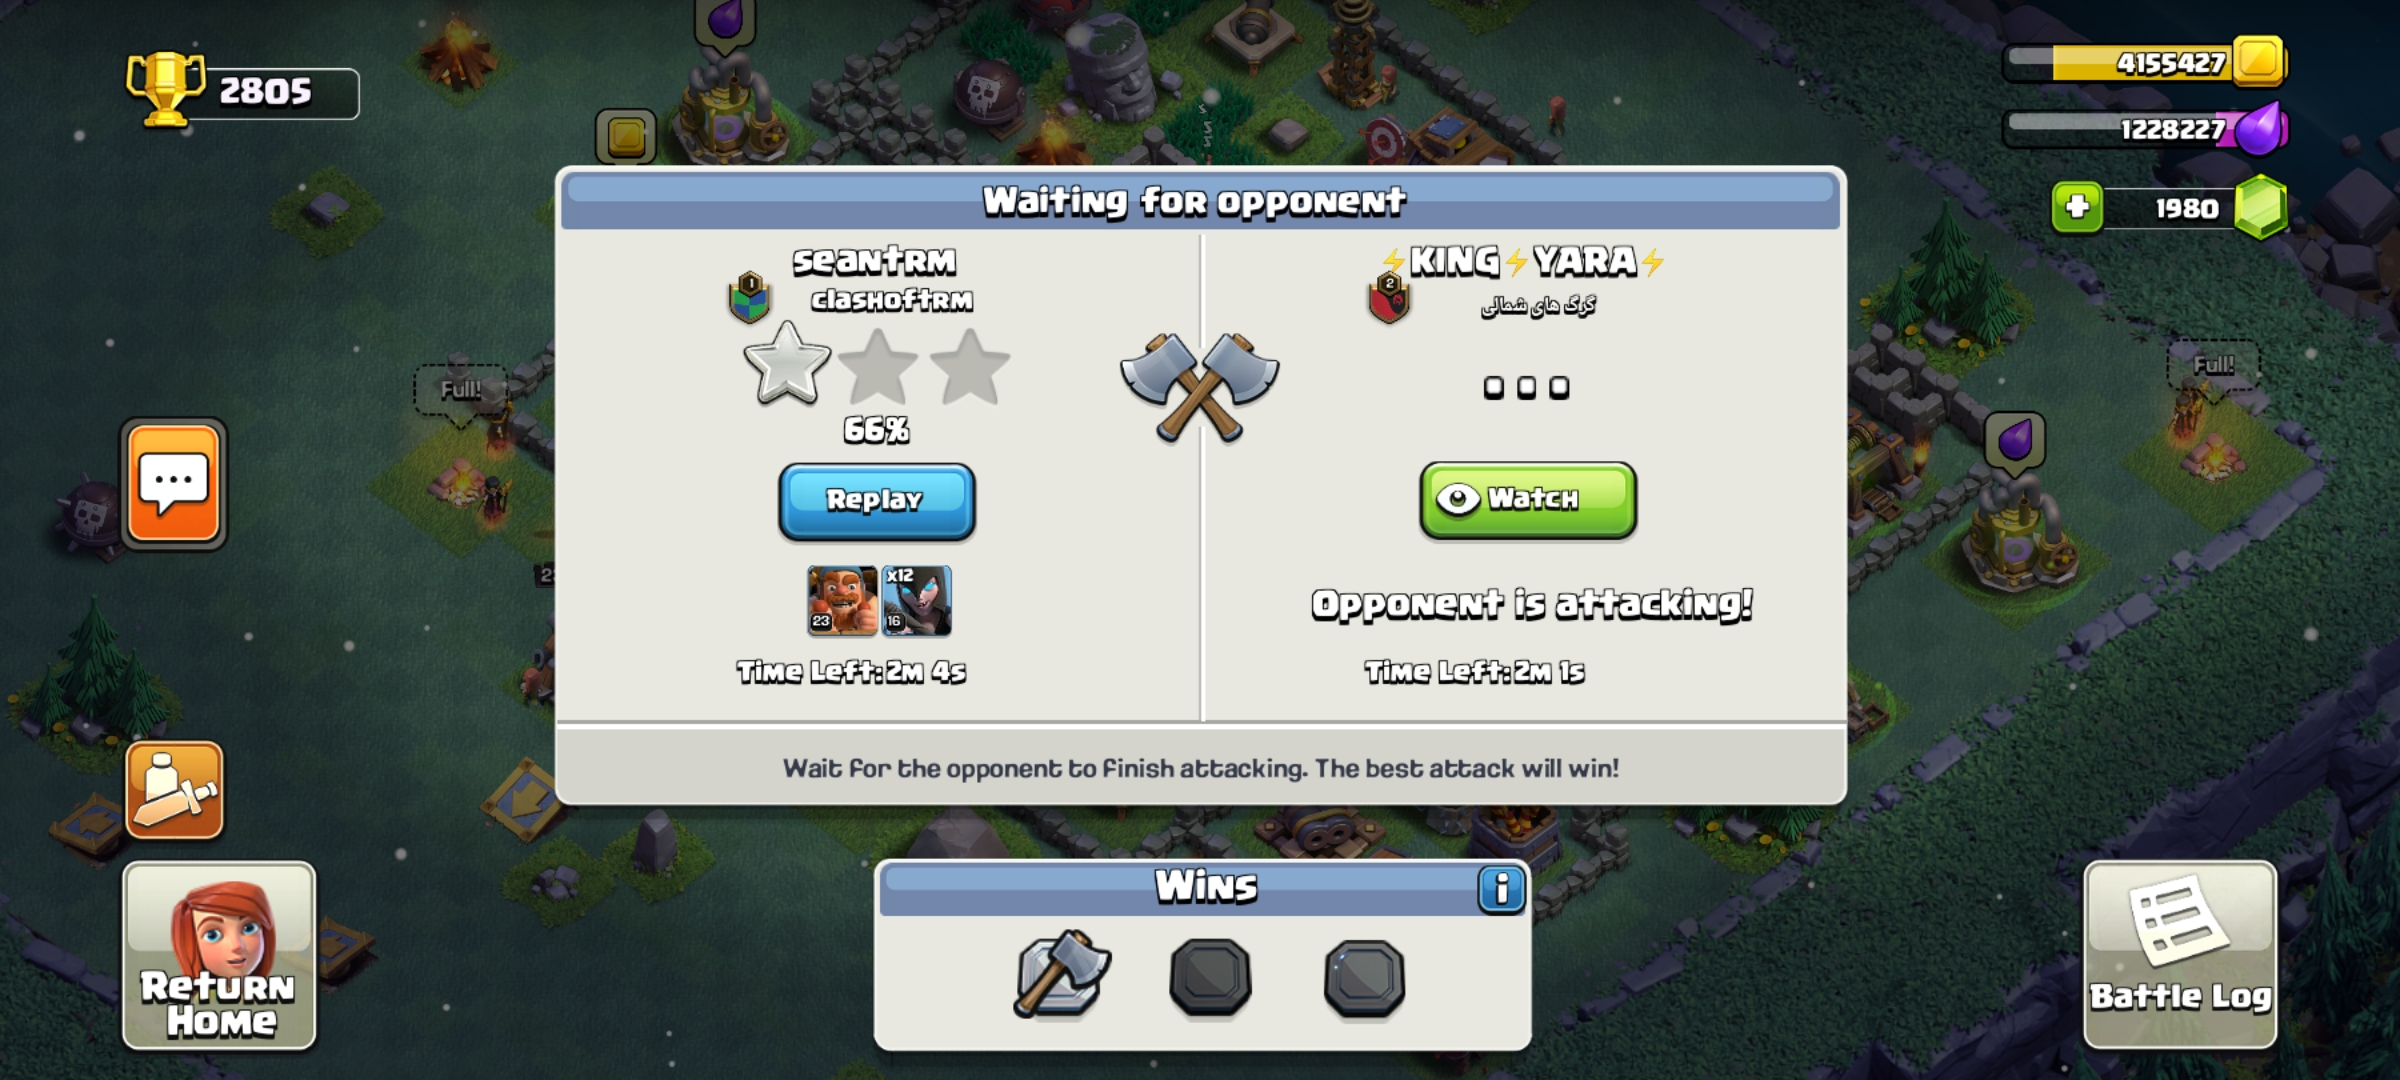 2805
4155427
1228227
1980
Waiting for opponent
seantrm
1
clashoftrm
66%
Replay
x12
23
16
Time Left:2m 4s
⚡KING⚡YARA⚡
2
گرگ های شمالی
Watch
Opponent is attacking!
Time Left:2m 1s
Wait for the opponent to finish attacking. The best attack will win!
Full!
Full!
Wins
i
Return
Home
Battle Log